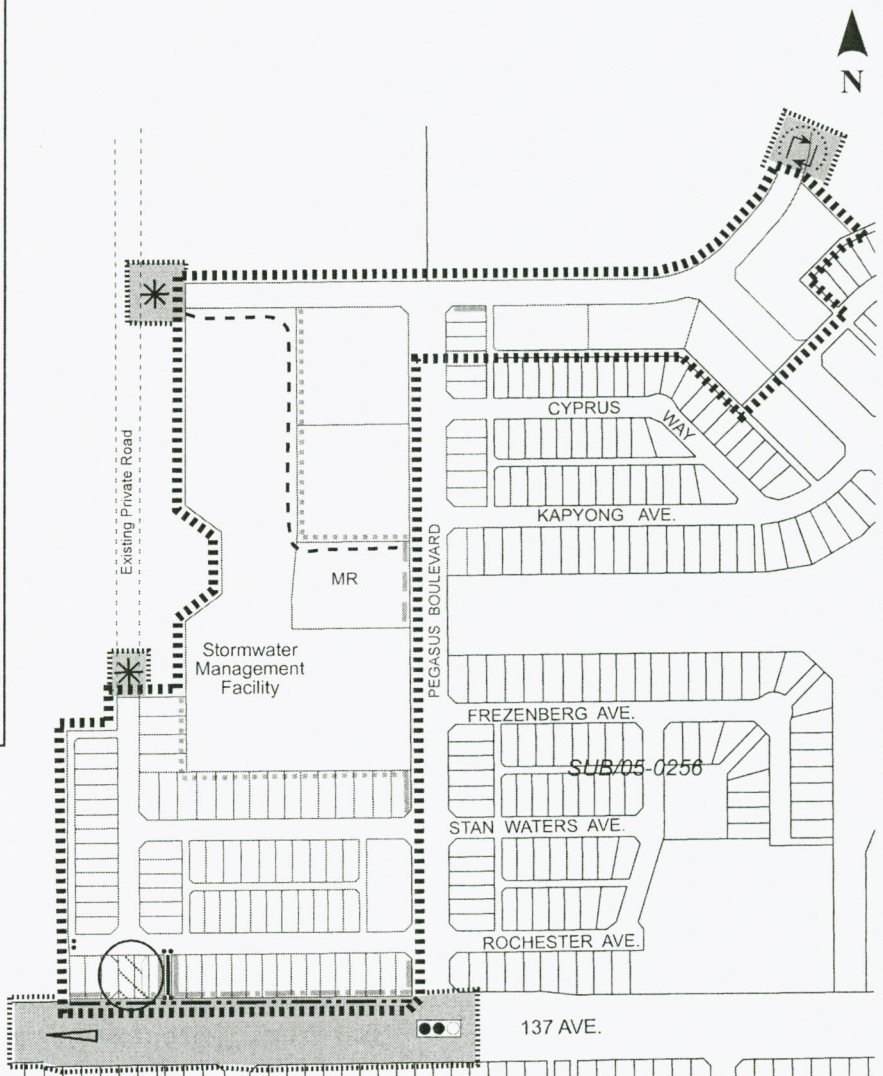 N
CYPRUS
WAY
KAPYONG AVE.
Existing Private Road
PEGASUS BOULEVARD
MR
Stormwater
Management
Facility
FREZENBERG AVE.
SUB/05-0256
STAN WATERS AVE.
ROCHESTER AVE.
137 AVE.